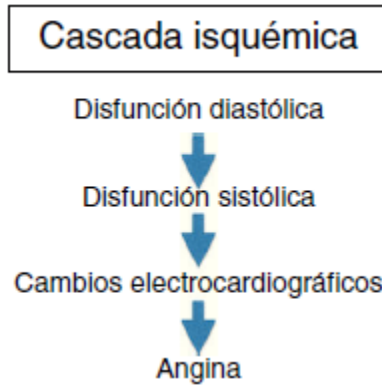 Cascada isquémica
Disfunción diastólica
Disfunción sistólica
Cambios electrocardiográficos
Angina